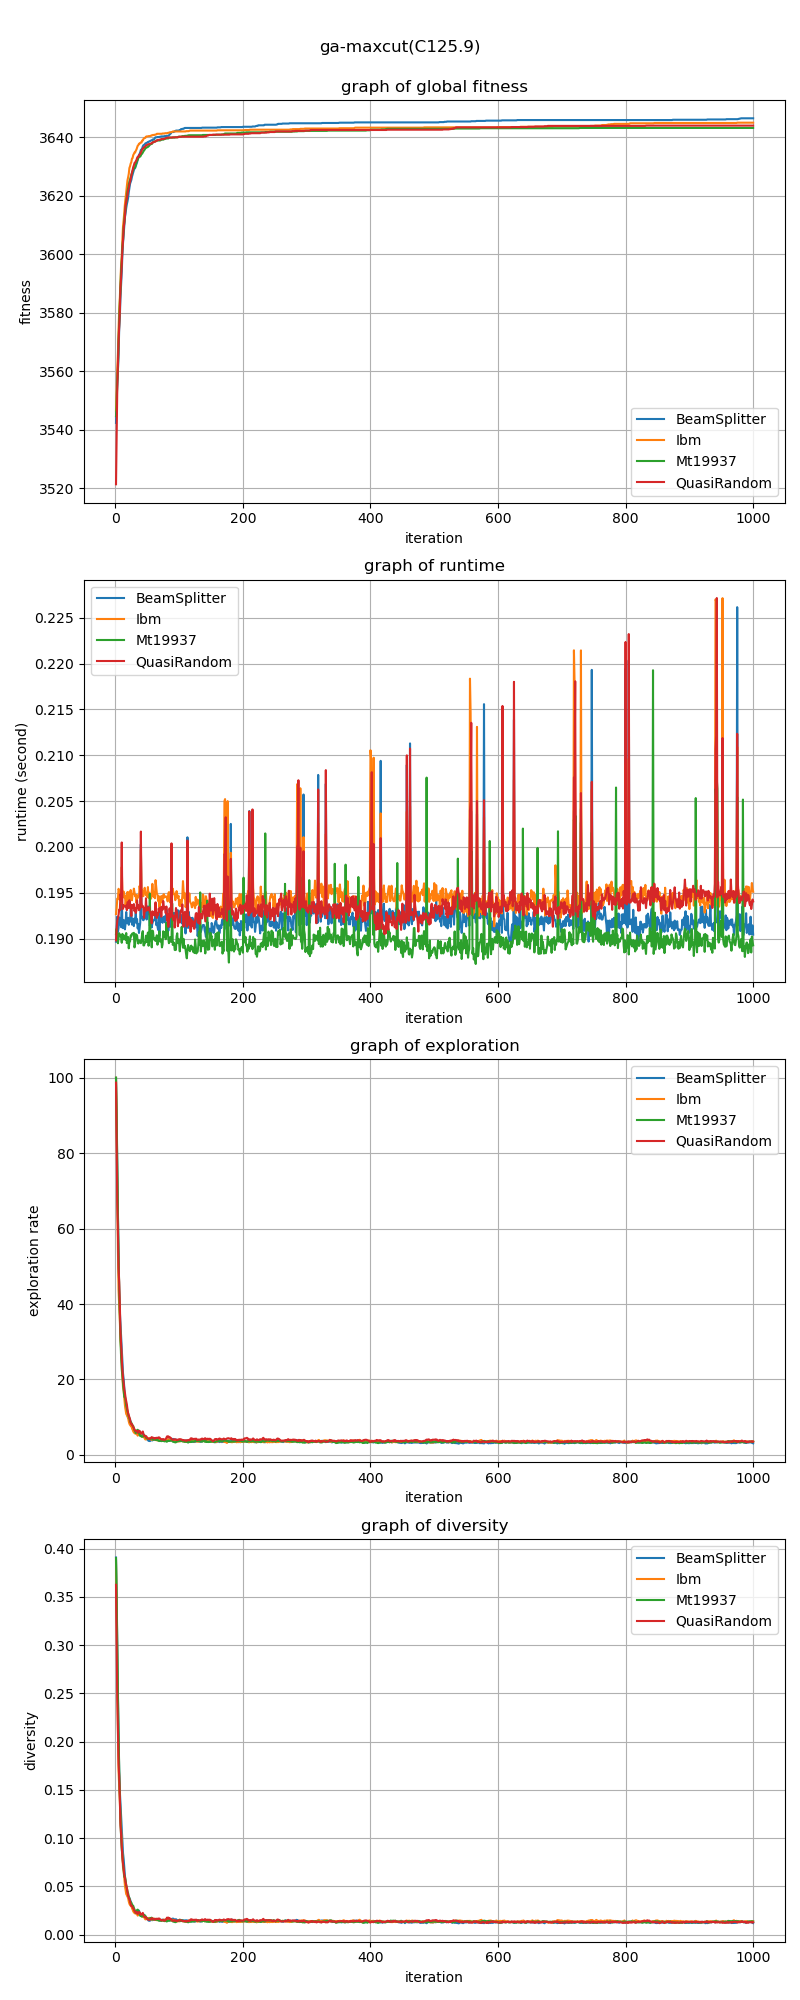 ga-maxcut(C125.9)
graph of global fitness
fitness
3640
3620
3600
3580
3560
3540
3520
BeamSplitter
Ibm
Mt19937
QuasiRandom
0 200 400 600 800 1000
iteration
graph of runtime
runtime (second)
0.225
0.220
0.215
0.210
0.205
0.200
0.195
0.190
BeamSplitter
Ibm
Mt19937
QuasiRandom
0 200 400 600 800 1000
iteration
graph of exploration
exploration rate
100
80
60
40
20
0
BeamSplitter
Ibm
Mt19937
QuasiRandom
0 200 400 600 800 1000
iteration
graph of diversity
diversity
0.40
0.35
0.30
0.25
0.20
0.15
0.10
0.05
0.00
BeamSplitter
Ibm
Mt19937
QuasiRandom
0 200 400 600 800 1000
iteration